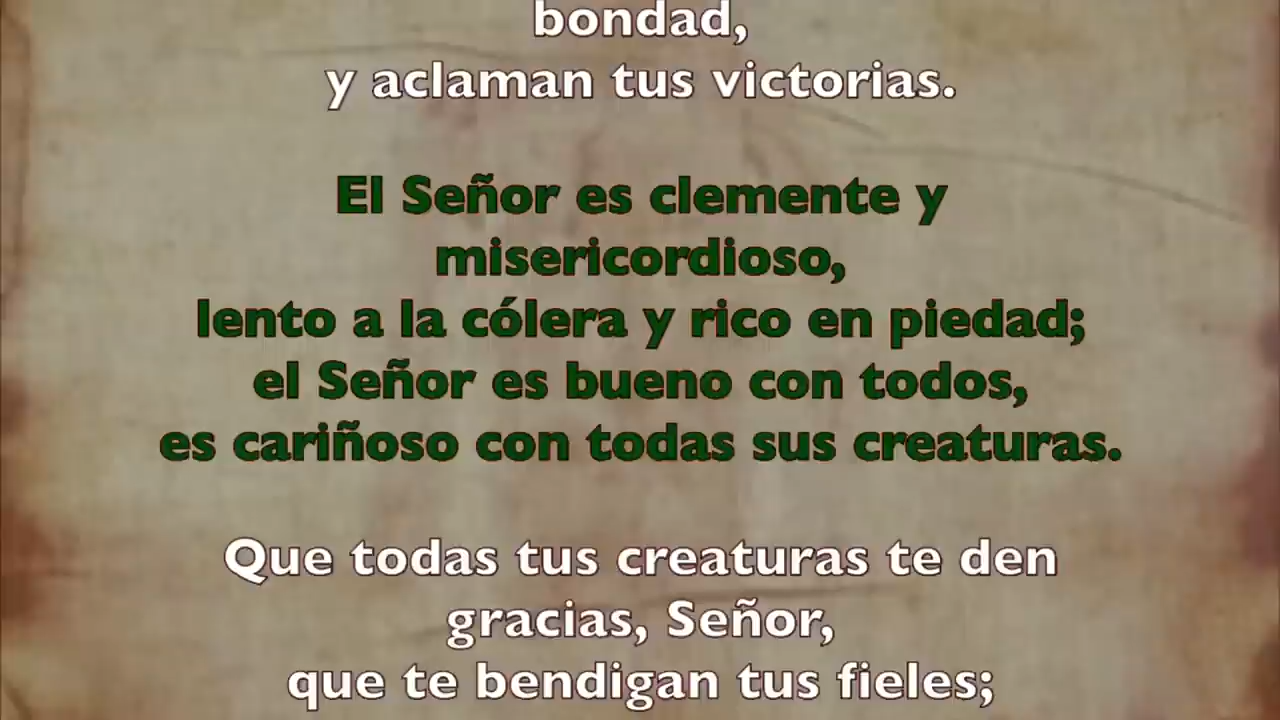 bondad,
y aclaman tus victorias.
El Señor es clemente y
misericordioso,
lento a la cólera y rico en piedad;
el Señor es bueno con todos,
es cariñoso con todas sus creaturas.
Que todas tus creaturas te den
gracias, Señor,
que te bendigan tus fieles;